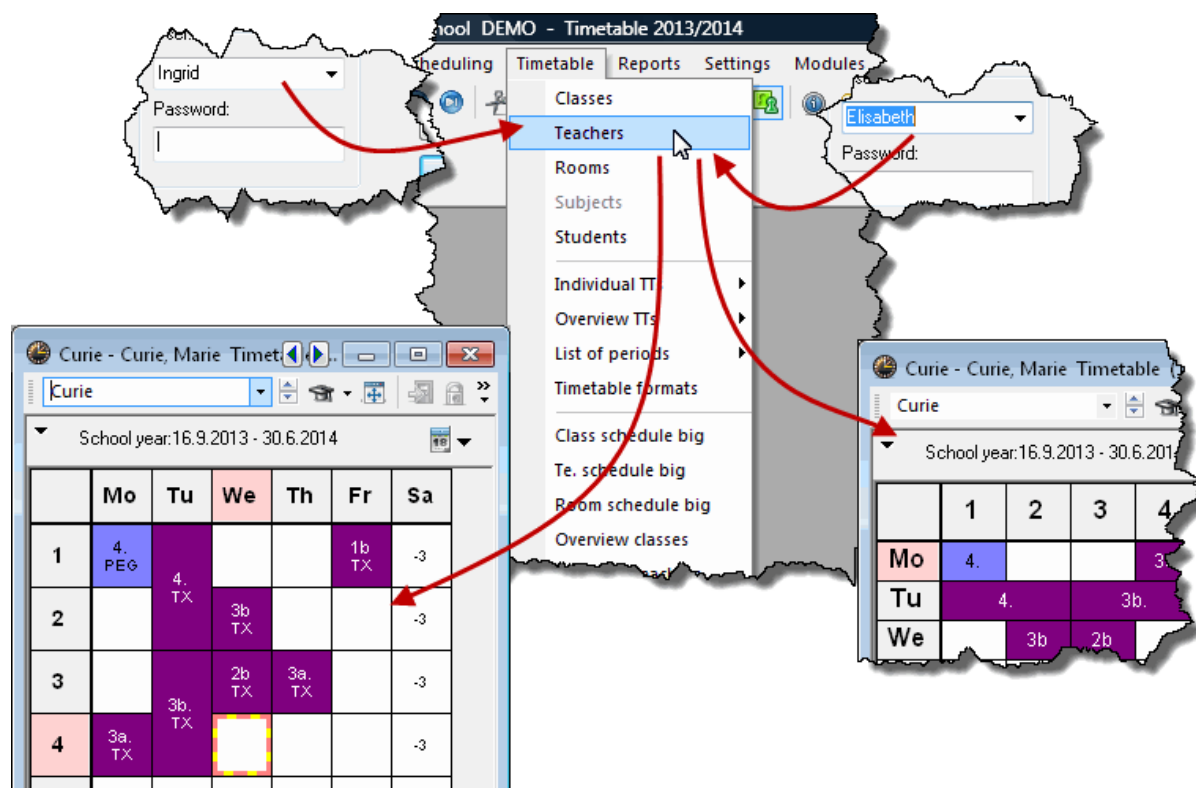 hool DEMO - Timetable 2013/2014
heduling Timetable Reports Settings Modules
Ingrid
Password:
Elisabeth
Password:
Classes
Teachers
Rooms
Subjects
Students
Individual TTs
Overview TTs
List of periods
Timetable formats
Class schedule big
Te. schedule big
Room schedule big
Overview classes
Curie - Curie, Marie Timet
Curie
School year:16.9.2013 - 30.6.2014
Mo Tu We Th Fr Sa
1 4. PEG 4. TX 1b TX -3
2 3b TX -3
3 3b. TX 2b TX 3a. TX -3
4 3a. TX -3
Curie - Curie, Marie Timetable (
Curie
School year:16.9.2013 - 30.6.201
1 2 3 4
Mo 4. 3
Tu 4. 3b.
We 3b 2b